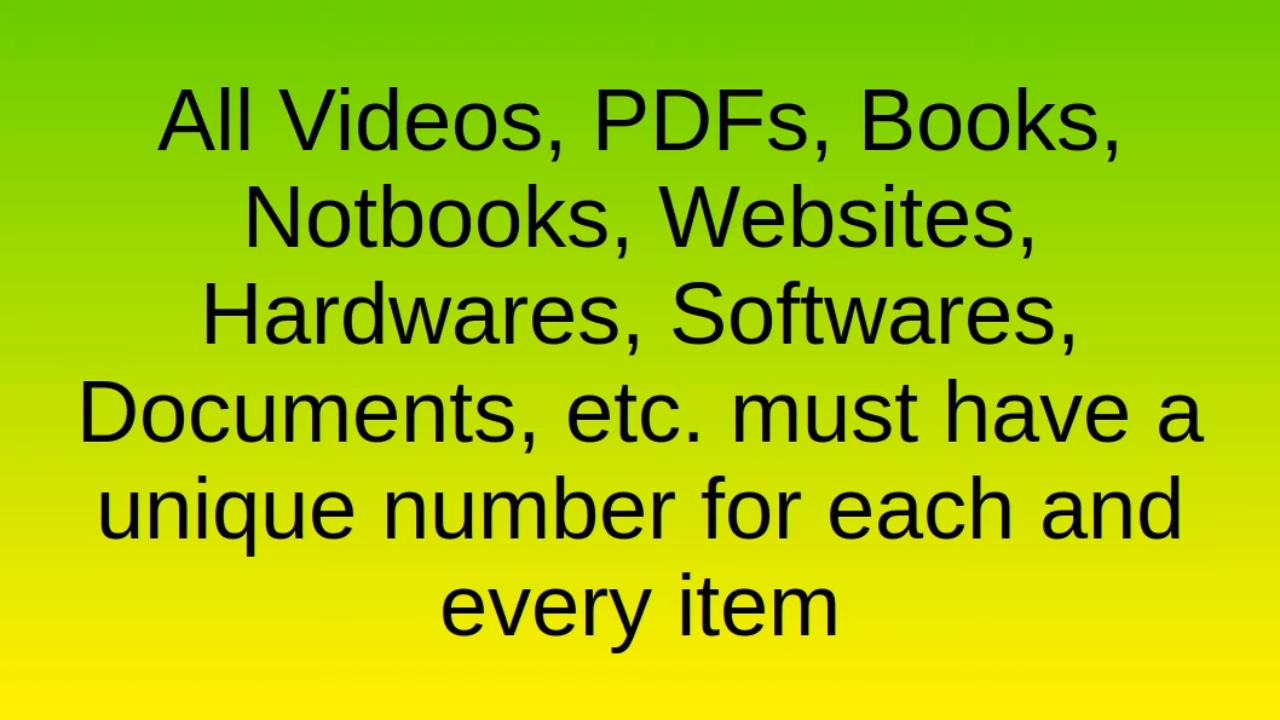 All Videos, PDFs, Books,
Notbooks, Websites,
Hardwares, Softwares,
Documents, etc. must have a
unique number for each and
every item